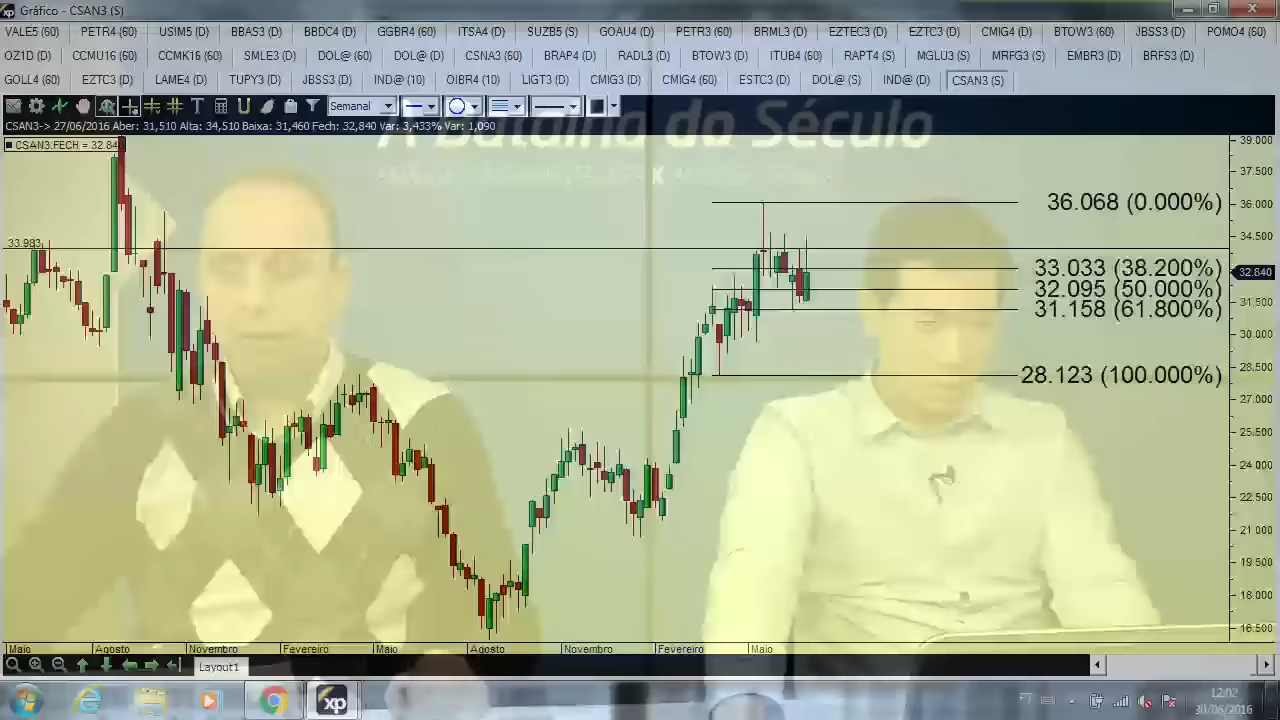 Gráfico - CSAN3 (S)
VALE5 (60) PETR4 (60) USIM5 (D) BBAS3 (D) BBDC4 (D) GGBR4 (60) ITSA4 (D) SUZB5 (S) GOAU4 (D) PETR3 (60) BRML3 (D) EZTEC3 (D) EZTC3 (D) CMIG4 (D) BTOW3 (60) JBSS3 (D) POMO4 (60)
OZ1D (D) CCMU16 (60) CCMK16 (60) SMLE3 (D) DOL@ (60) DOL@ (D) CSNA3 (60) BRAP4 (D) RADL3 (D) BTOW3 (D) ITUB4 (60) RAPT4 (S) MGLU3 (S) MRFG3 (S) EMBR3 (D) BRFS3 (D)
GOLL4 (60) EZTC3 (D) LAME4 (D) TUPY3 (D) JBSS3 (D) IND@ (10) OIBR4 (10) LIGT3 (D) CMIG3 (D) CMIG4 (60) ESTC3 (D) DOL@ (S) IND@ (D) CSAN3 (S)
Semanal
CSAN3-> 27/06/2016 Aber: 31,510 Alta: 34,510 Baixa: 31,460 Fech: 32,840 Var: 3,433% Var: 1,090
A Batalha do Século
CSAN3.FECH = 32.840
39.000
37.500
36.068 (0.000%)
36.000
34.500
33.983
33.033 (38.200%)
32.840
32.095 (50.000%)
31.500
31.158 (61.800%)
30.000
28.500
28.123 (100.000%)
27.000
25.500
24.000
22.500
21.000
19.500
18.000
16.500
Maio Agosto Novembro Fevereiro Maio Agosto Novembro Fevereiro Maio
Layout1
xp
PT
12:02
30/06/2016